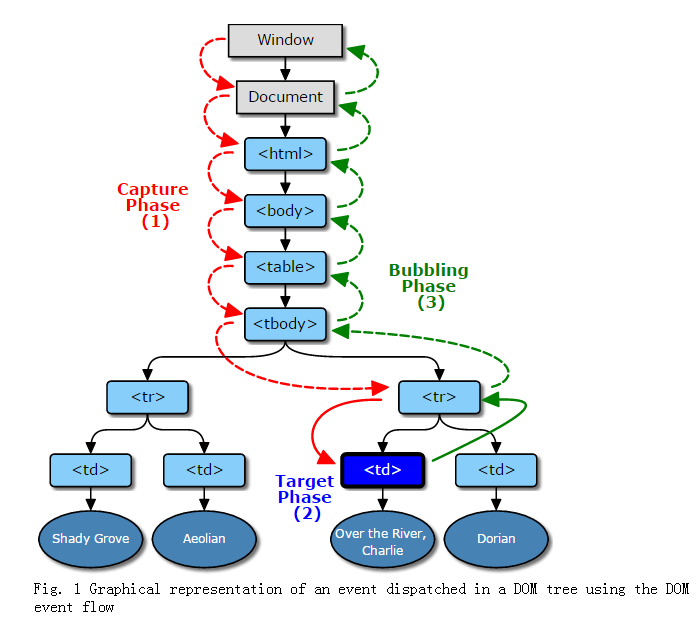 Window
Document
<html>
Capture
Phase
(1)
<body>
<table>
Bubbling
Phase
(3)
<tbody>
<tr>
<tr>
<td>
<td>
Target
Phase
(2)
<td>
<td>
Shady Grove
Aeolian
Over the River,
Charlie
Dorian
Fig. 1 Graphical representation of an event dispatched in a DOM tree using the DOM
event flow